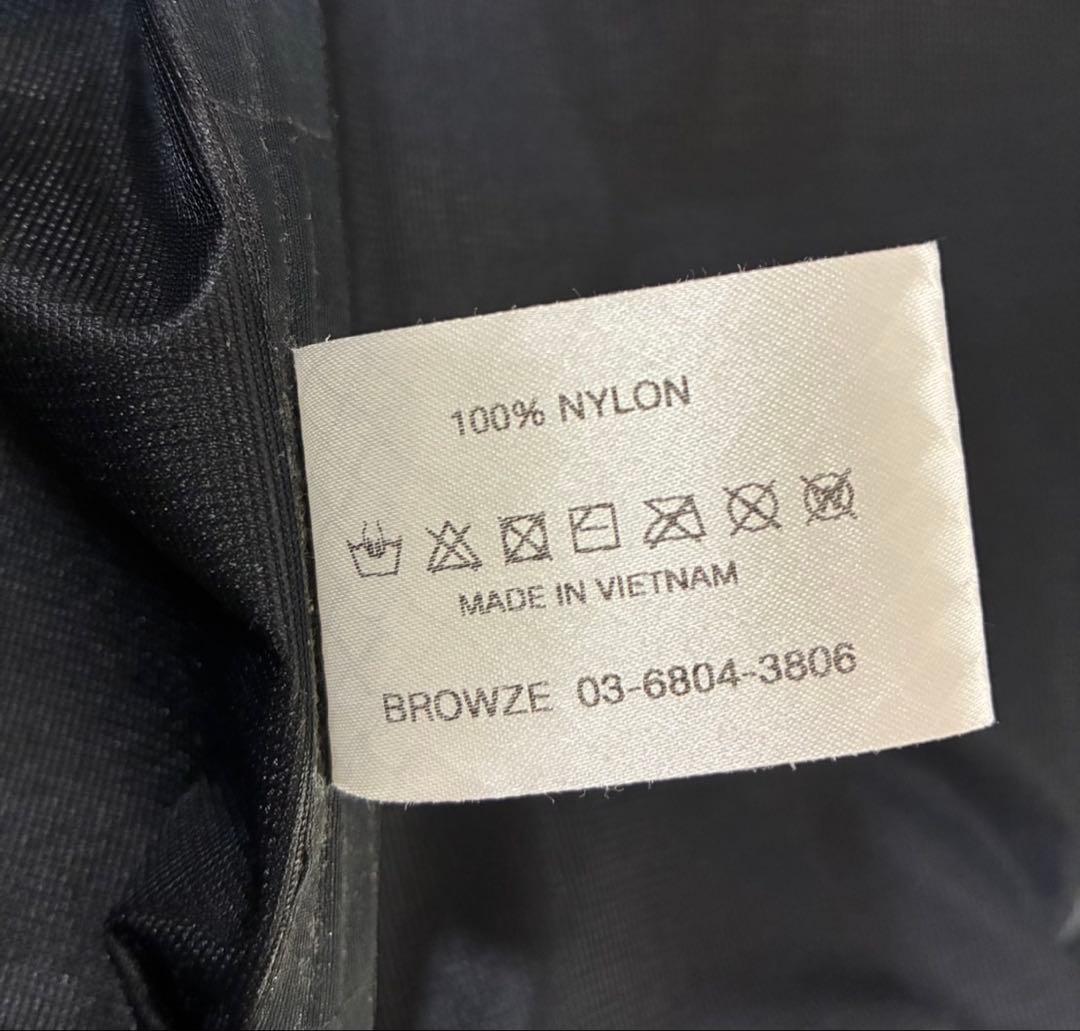 100% NYLON
MADE IN VIETNAM
BROWZE 03-6804-3806